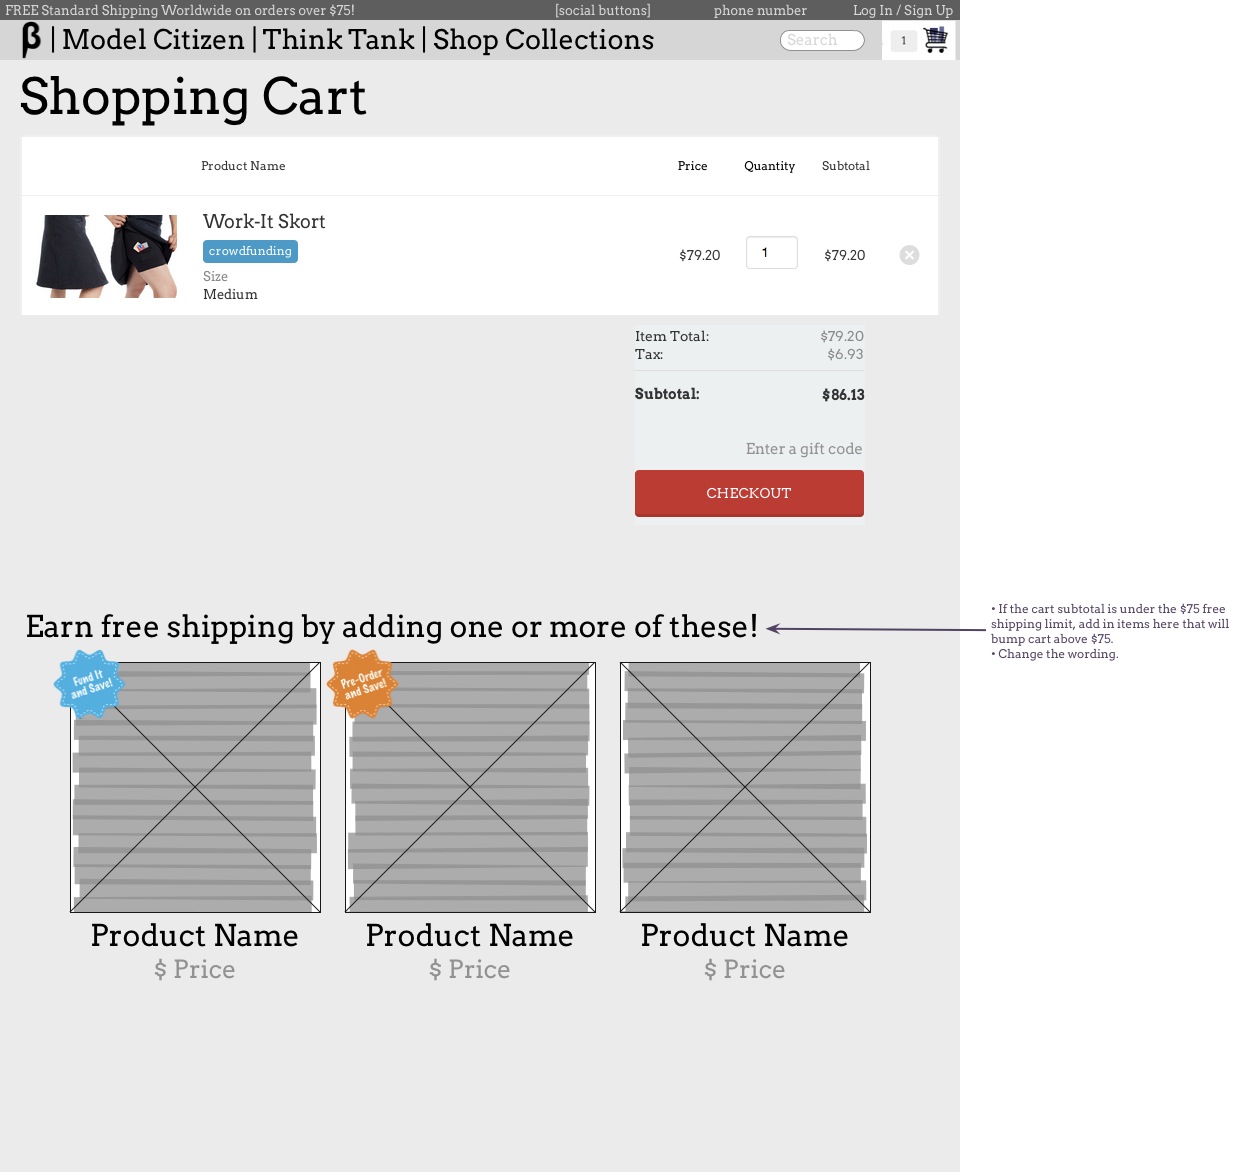 FREE Standard Shipping Worldwide on orders over $75!
[social buttons]
phone number
Log In / Sign Up
β | Model Citizen | Think Tank | Shop Collections
Search
1
Shopping Cart
Product Name
Price
Quantity
Subtotal
Work-It Skort
crowdfunding
Size
Medium
$79.20
1
$79.20
Item Total:
$79.20
Tax:
$6.93
Subtotal:
$86.13
Enter a gift code
CHECKOUT
Earn free shipping by adding one or more of these!
• If the cart subtotal is under the $75 free
shipping limit, add in items here that will
bump cart above $75.
• Change the wording.
Fund It
and Save!
Pre-Order
and Save!
Product Name
$ Price
Product Name
$ Price
Product Name
$ Price